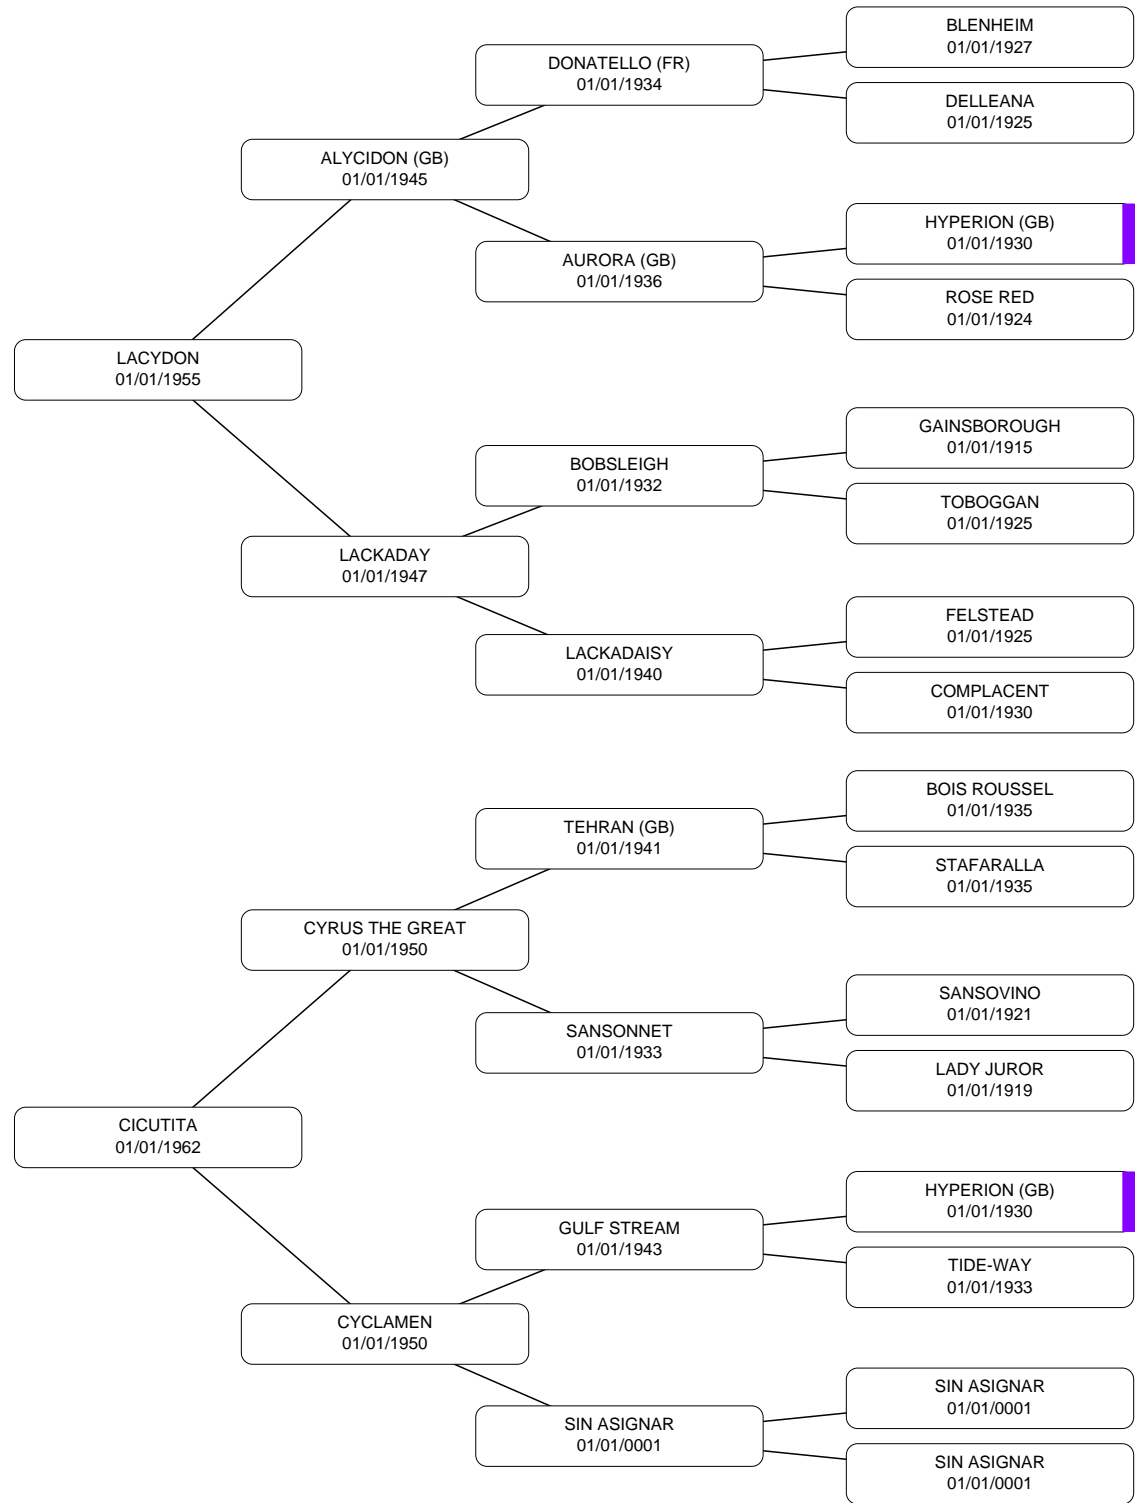 BLENHEIM
01/01/1927
DONATELLO (FR)
01/01/1934
DELLEANA
01/01/1925
ALYCIDON (GB)
01/01/1945
HYPERION (GB)
01/01/1930
AURORA (GB)
01/01/1936
ROSE RED
01/01/1924
LACYDON
01/01/1955
GAINSBOROUGH
01/01/1915
BOBSLEIGH
01/01/1932
TOBOGGAN
01/01/1925
LACKADAY
01/01/1947
FELSTEAD
01/01/1925
LACKADAISY
01/01/1940
COMPLACENT
01/01/1930
BOIS ROUSSEL
01/01/1935
TEHRAN (GB)
01/01/1941
STAFARALLA
01/01/1935
CYRUS THE GREAT
01/01/1950
SANSOVINO
01/01/1921
SANSONNET
01/01/1933
LADY JUROR
01/01/1919
CICUTITA
01/01/1962
HYPERION (GB)
01/01/1930
GULF STREAM
01/01/1943
TIDE-WAY
01/01/1933
CYCLAMEN
01/01/1950
SIN ASIGNAR
01/01/0001
SIN ASIGNAR
01/01/0001
SIN ASIGNAR
01/01/0001